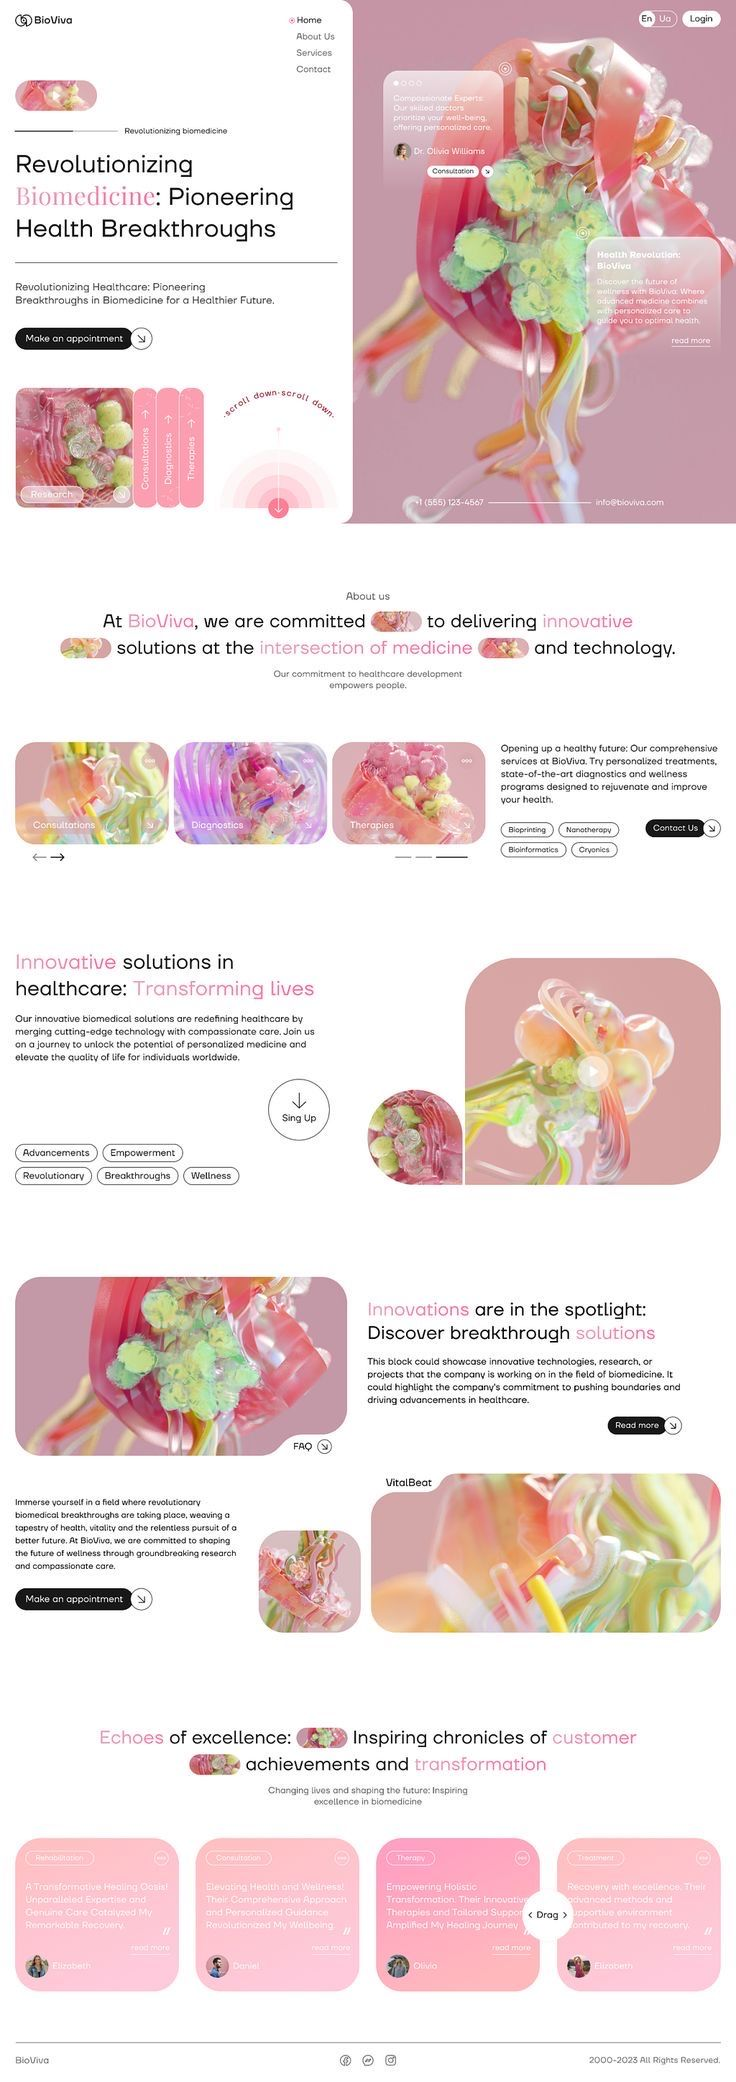 BioViva
Home
About Us
Services
Contact
En Ua
Login
Revolutionizing biomedicine
Revolutionizing
Biomedicine: Pioneering
Health Breakthroughs
Revolutionizing Healthcare: Pioneering
Breakthroughs in Biomedicine for a Healthier Future.
Make an appointment
Research
Consultations
Diagnostics
Therapies
·scroll down·scroll down·
Compassionate Experts:
Our skilled doctors
prioritize your well-being,
offering personalized care.
Dr. Olivia Williams
Consultation
Health Revolution:
BioViva
Discover the future of
wellness with BioViva: Where
advanced medicine combines
with personalized care to
guide you to optimal health.
read more
+1 (555) 123-4567
info@bioviva.com
About us
At BioViva, we are committed to delivering innovative
solutions at the intersection of medicine and technology.
Our commitment to healthcare development
empowers people.
Consultations
Diagnostics
Therapies
Opening up a healthy future: Our comprehensive
services at BioViva. Try personalized treatments,
state-of-the-art diagnostics and wellness
programs designed to rejuvenate and improve
your health.
Bioprinting
Nanotherapy
Contact Us
Bioinformatics
Cryonics
Innovative solutions in
healthcare: Transforming lives
Our innovative biomedical solutions are redefining healthcare by
merging cutting-edge technology with compassionate care. Join us
on a journey to unlock the potential of personalized medicine and
elevate the quality of life for individuals worldwide.
Sing Up
Advancements
Empowerment
Revolutionary
Breakthroughs
Wellness
FAQ
Innovations are in the spotlight:
Discover breakthrough solutions
This block could showcase innovative technologies, research, or
projects that the company is working on in the field of biomedicine. It
could highlight the company's commitment to pushing boundaries and
driving advancements in healthcare.
Read more
VitalBeat
Immerse yourself in a field where revolutionary
biomedical breakthroughs are taking place, weaving a
tapestry of health, vitality and the relentless pursuit of a
better future. At BioViva, we are committed to shaping
the future of wellness through groundbreaking research
and compassionate care.
Make an appointment
Echoes of excellence: Inspiring chronicles of customer
achievements and transformation
Changing lives and shaping the future: Inspiring
excellence in biomedicine
Rehabilitation
A Transformative Healing Oasis!
Unparalleled Expertise and
Genuine Care Catalyzed My
Remarkable Recovery.
read more
Elizabeth
Consultation
Elevating Health and Wellness!
Their Comprehensive Approach
and Personalized Guidance
Revolutionized My Wellbeing.
read more
Daniel
Therapy
Empowering Holistic
Transformation: Their Innovative
Therapies and Tailored Suppor
Amplified My Healing Journey
read more
Olivia
Drag
Treatment
Recovery with excellence. Their
advanced methods and
supportive environment
contributed to my recovery.
read more
Elizabeth
BioViva
2000-2023 All Rights Reserved.